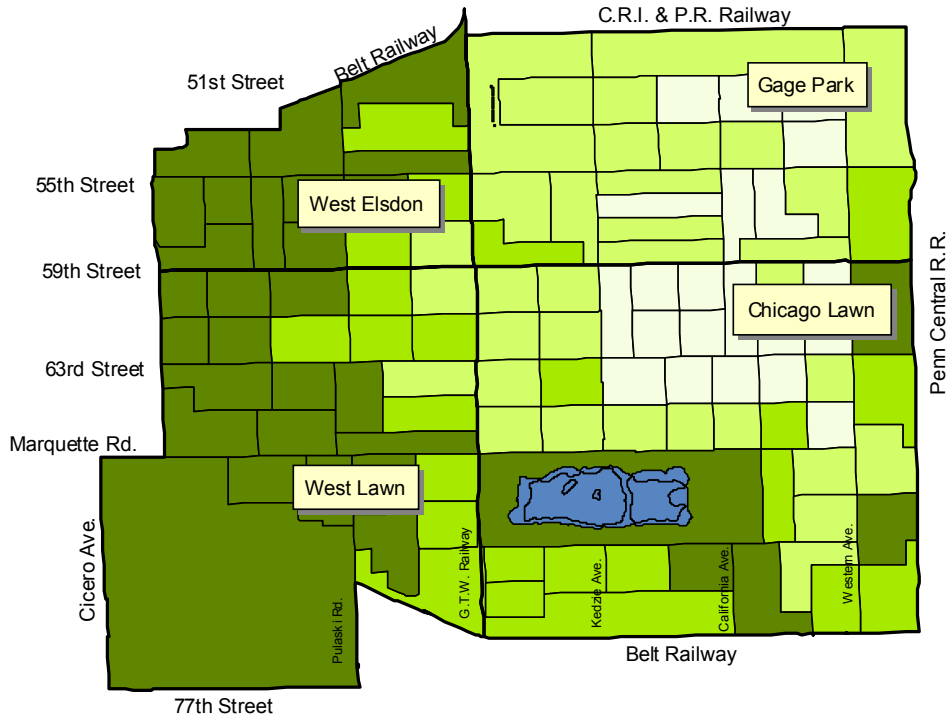 C.R.I. & P.R. Railway
Belt Railway
51st Street
Gage Park
55th Street
West Elsdon
59th Street
Penn Central R.R.
Chicago Lawn
63rd Street
Marquette Rd.
West Lawn
Cicero Ave.
Pulaski Rd.
G.T.W. Railway
Kedzie Ave.
California Ave.
Western Ave.
Belt Railway
77th Street